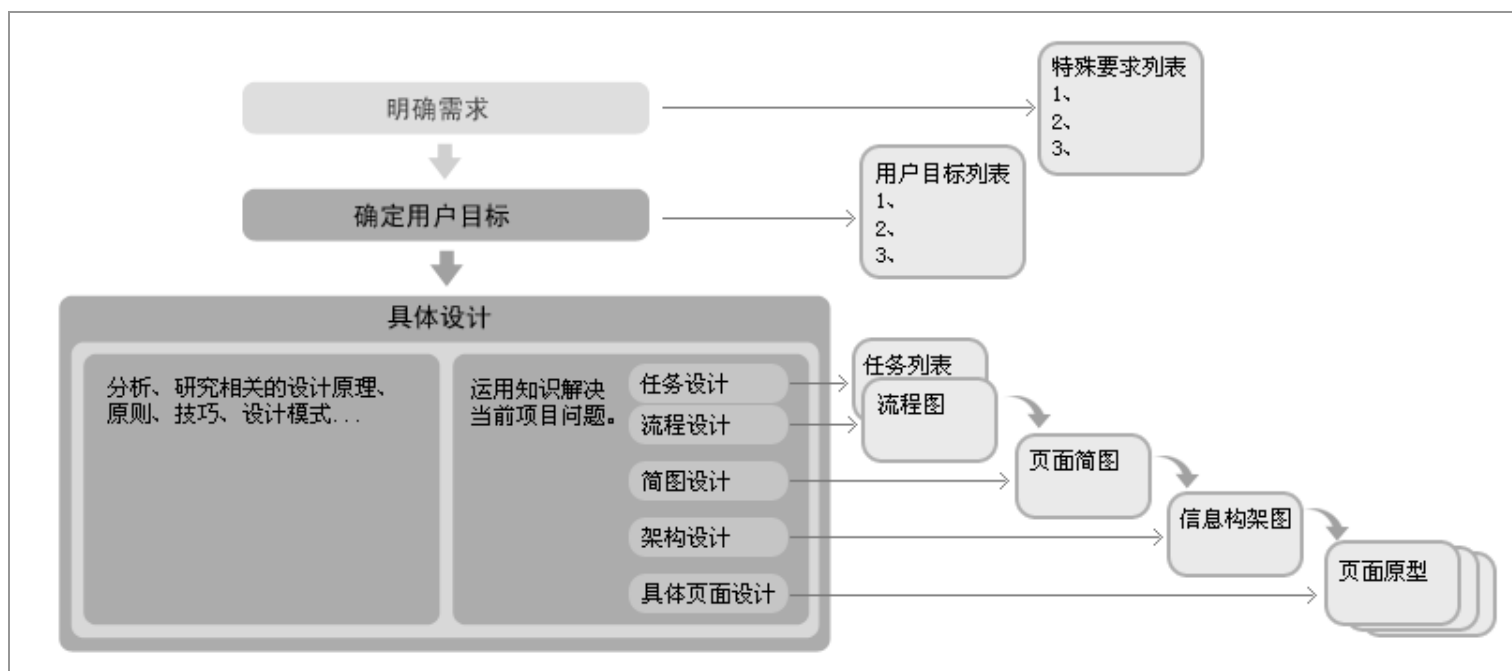 特殊要求列表
1、
2、
3、
明确需求
用户目标列表
1、
2、
3、
确定用户目标
具体设计
分析、研究相关的设计原理、
原则、技巧、设计模式...
运用知识解决
当前项目问题。
任务设计
流程设计
简图设计
架构设计
具体页面设计
任务列表
流程图
页面简图
信息构架图
页面原型